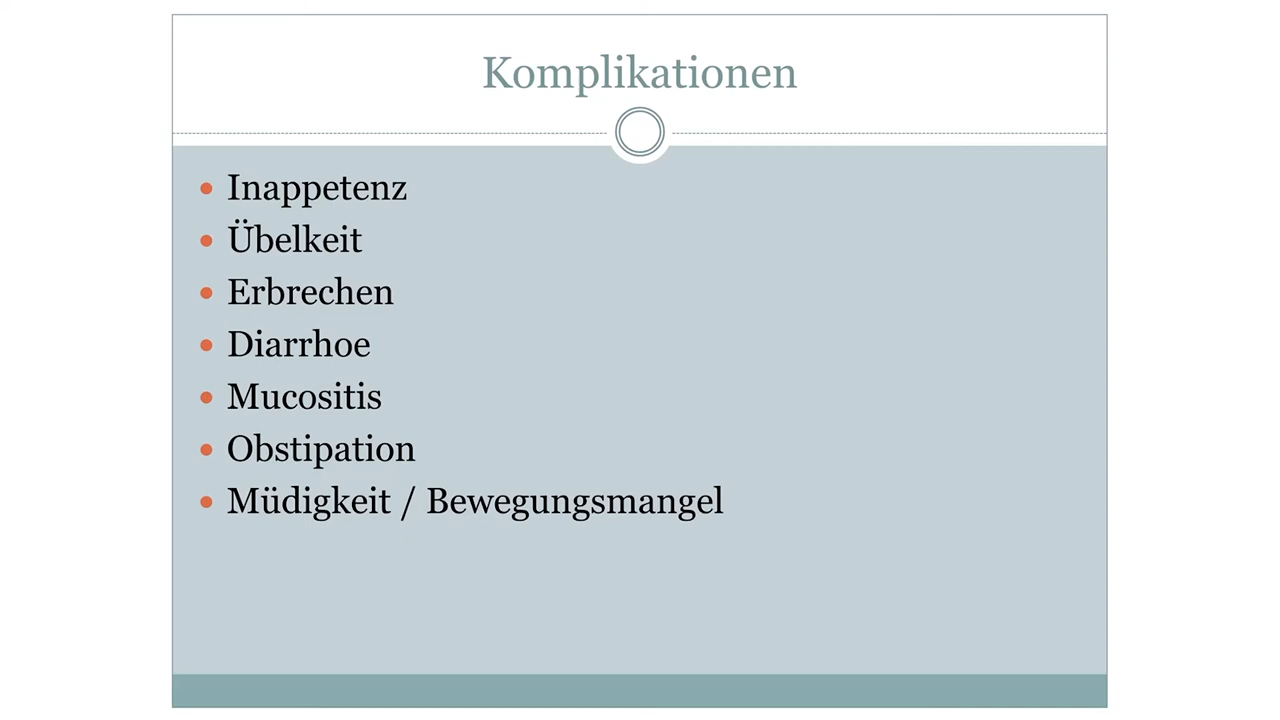 Komplikationen
Inappetenz
Übelkeit
Erbrechen
Diarrhoe
Mucositis
Obstipation
Müdigkeit / Bewegungsmangel